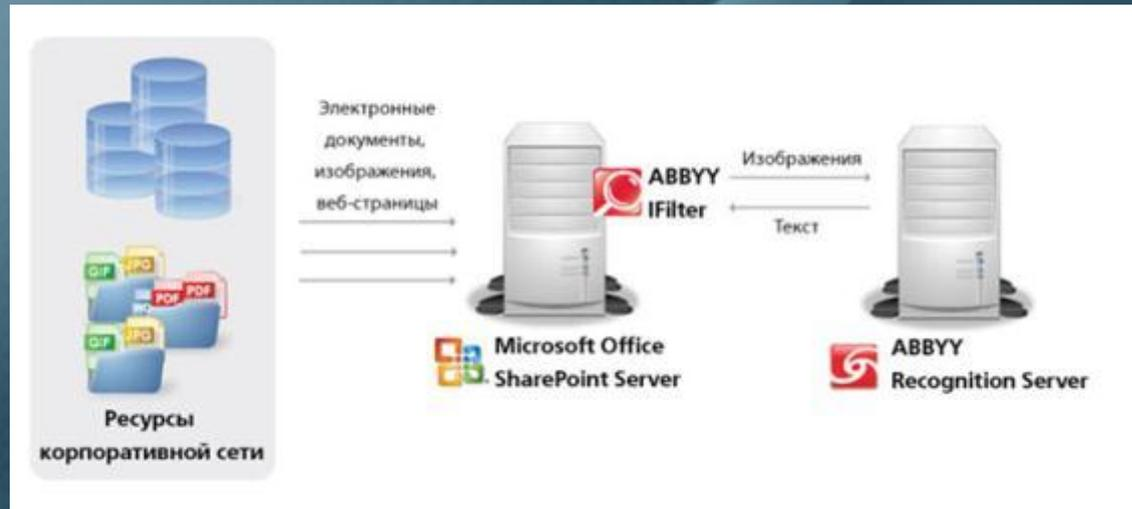 Электронные
документы,
изображения,
веб-страницы
ABBYY
IFilter
Изображения
Текст
GIF JPG
PDF PDF
GIF JPG
Microsoft Office
SharePoint Server
ABBYY
Recognition Server
Ресурсы
корпоративной сети